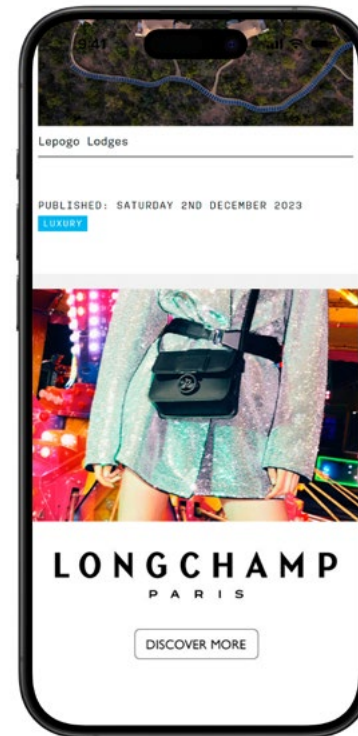 9:41
Lepogo Lodges
PUBLISHED: SATURDAY 2ND DECEMBER 2023
LUXURY
LONGCHAMP
PARIS
DISCOVER MORE